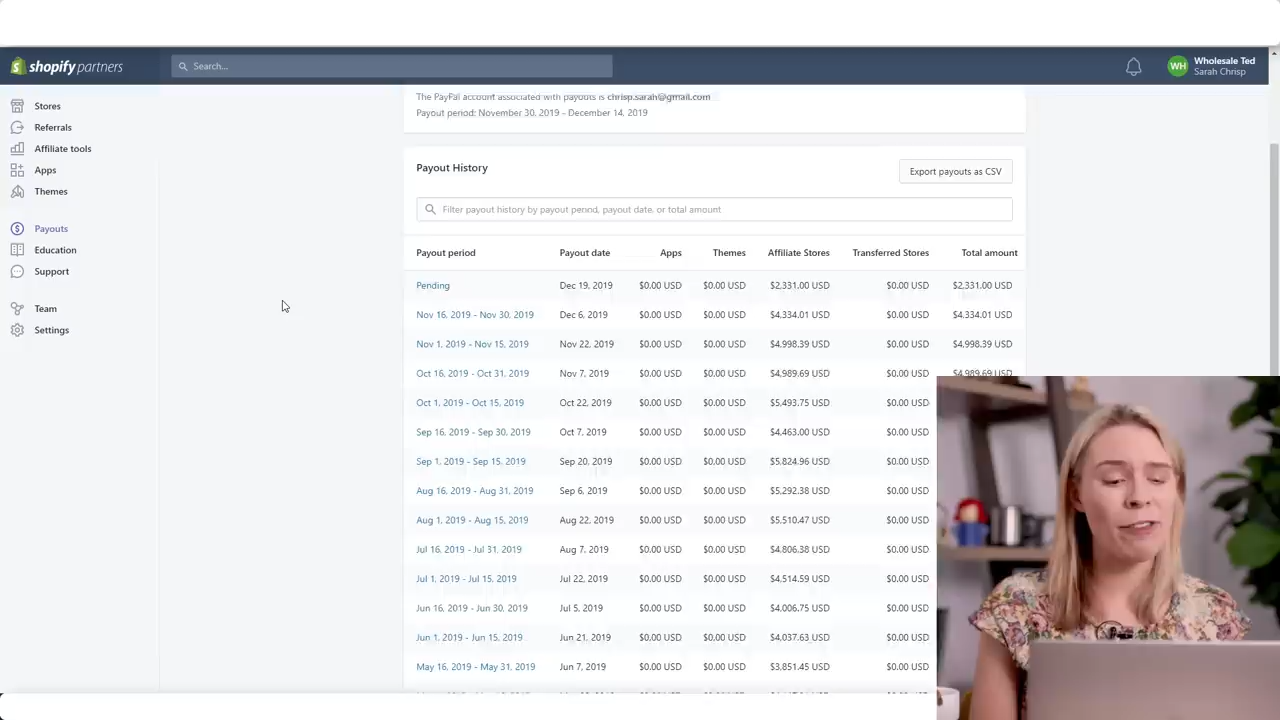 shopify partners
Search...
WH
Wholesale Ted
Sarah Chrisp
Stores
Referrals
Affiliate tools
Apps
Themes
Payouts
Education
Support
Team
Settings
The PayPal account associated with payouts is chrisp.sarah@gmail.com
Payout period: November 30, 2019 - December 14, 2019
Payout History
Export payouts as CSV
Filter payout history by payout period, payout date, or total amount
Payout period Payout date Apps Themes Affiliate Stores Transferred Stores Total amount
Pending Dec 19, 2019 $0.00 USD $0.00 USD $2,331.00 USD $0.00 USD $2,331.00 USD
Nov 16, 2019 - Nov 30, 2019 Dec 6, 2019 $0.00 USD $0.00 USD $4,334.01 USD $0.00 USD $4,334.01 USD
Nov 1, 2019 - Nov 15, 2019 Nov 22, 2019 $0.00 USD $0.00 USD $4,998.39 USD $0.00 USD $4,998.39 USD
Oct 16, 2019 - Oct 31, 2019 Nov 7, 2019 $0.00 USD $0.00 USD $4,989.69 USD $0.00 USD $4,989.69 USD
Oct 1, 2019 - Oct 15, 2019 Oct 22, 2019 $0.00 USD $0.00 USD $5,493.75 USD $0.00 USD
Sep 16, 2019 - Sep 30, 2019 Oct 7, 2019 $0.00 USD $0.00 USD $4,463.00 USD $0.00 USD
Sep 1, 2019 - Sep 15, 2019 Sep 20, 2019 $0.00 USD $0.00 USD $5,824.96 USD $0.00 USD
Aug 16, 2019 - Aug 31, 2019 Sep 6, 2019 $0.00 USD $0.00 USD $5,292.38 USD $0.00 USD
Aug 1, 2019 - Aug 15, 2019 Aug 22, 2019 $0.00 USD $0.00 USD $5,510.47 USD $0.00 USD
Jul 16, 2019 - Jul 31, 2019 Aug 7, 2019 $0.00 USD $0.00 USD $4,806.38 USD $0.00 USD
Jul 1, 2019 - Jul 15, 2019 Jul 22, 2019 $0.00 USD $0.00 USD $4,514.59 USD $0.00 USD
Jun 16, 2019 - Jun 30, 2019 Jul 5, 2019 $0.00 USD $0.00 USD $4,006.75 USD $0.00 USD
Jun 1, 2019 - Jun 15, 2019 Jun 21, 2019 $0.00 USD $0.00 USD $4,037.63 USD $0.00 USD
May 16, 2019 - May 31, 2019 Jun 7, 2019 $0.00 USD $0.00 USD $3,851.45 USD $0.00 USD